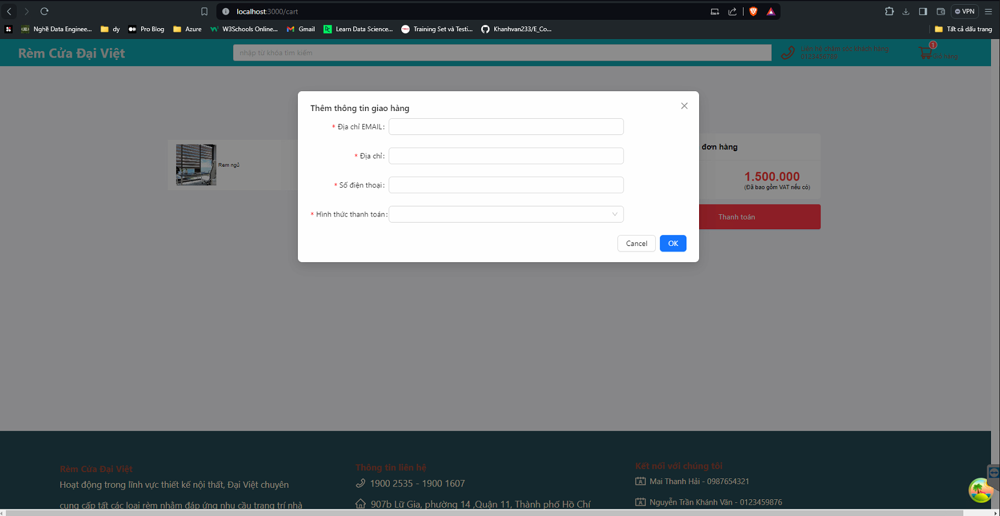 localhost:3000/cart
VPN
Nghề Data Enginee...
dy
Pro Blog
Azure
W3Schools Online...
Gmail
Learn Data Science...
Training Set và Testi...
Khanhvan233/E_Co...
Tất cả dấu trang
Rèm Cửa Đại Việt
nhập từ khóa tìm kiếm
Liên hệ chăm sóc khách hàng
0123456789
1
Giỏ hàng
Thêm thông tin giao hàng
* Địa chỉ EMAIL:
* Địa chỉ:
* Số điện thoại:
* Hình thức thanh toán:
Cancel
OK
Rem ngủ
đơn hàng
1.500.000
(Đã bao gồm VAT nếu có)
Thanh toán
Rèm Cửa Đại Việt
Hoạt động trong lĩnh vực thiết kế nội thất, Đại Việt chuyên
cung cấp tất các loại rèm nhằm đáp ứng nhu cầu trang trí nhà
Thông tin liên hệ
1900 2535 - 1900 1607
907b Lữ Gia, phường 14 ,Quận 11, Thành phố Hồ Chí
Kết nối với chúng tôi
Mai Thanh Hải - 0987654321
Nguyễn Trần Khánh Văn - 0123459876